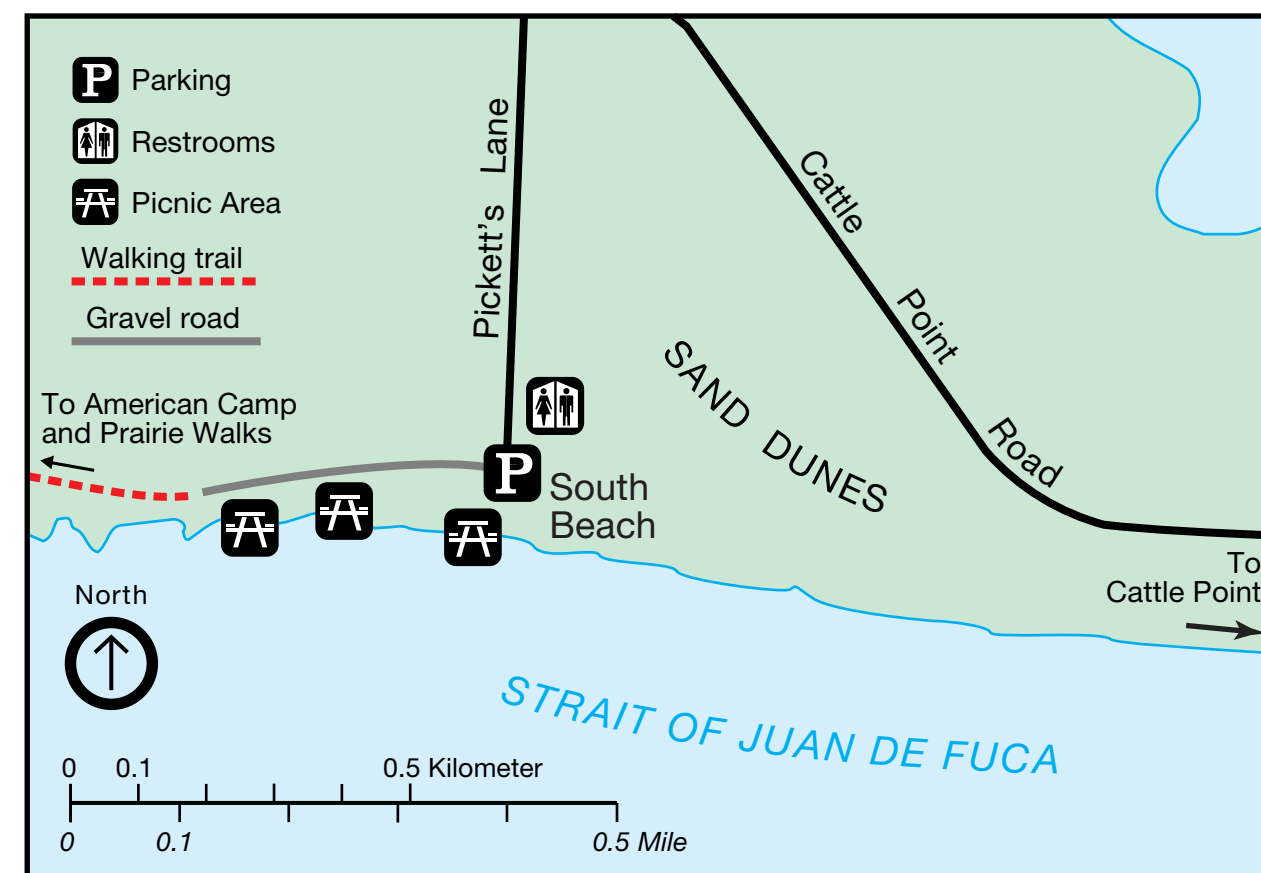 P Parking
Restrooms
Picnic Area
Walking trail
Gravel road
Pickett's Lane
Cattle Point Road
SAND DUNES
To American Camp
and Prairie Walks
P
South
Beach
To
Cattle Point
North
STRAIT OF JUAN DE FUCA
0 0.1 0.5 Kilometer
0 0.1 0.5 Mile